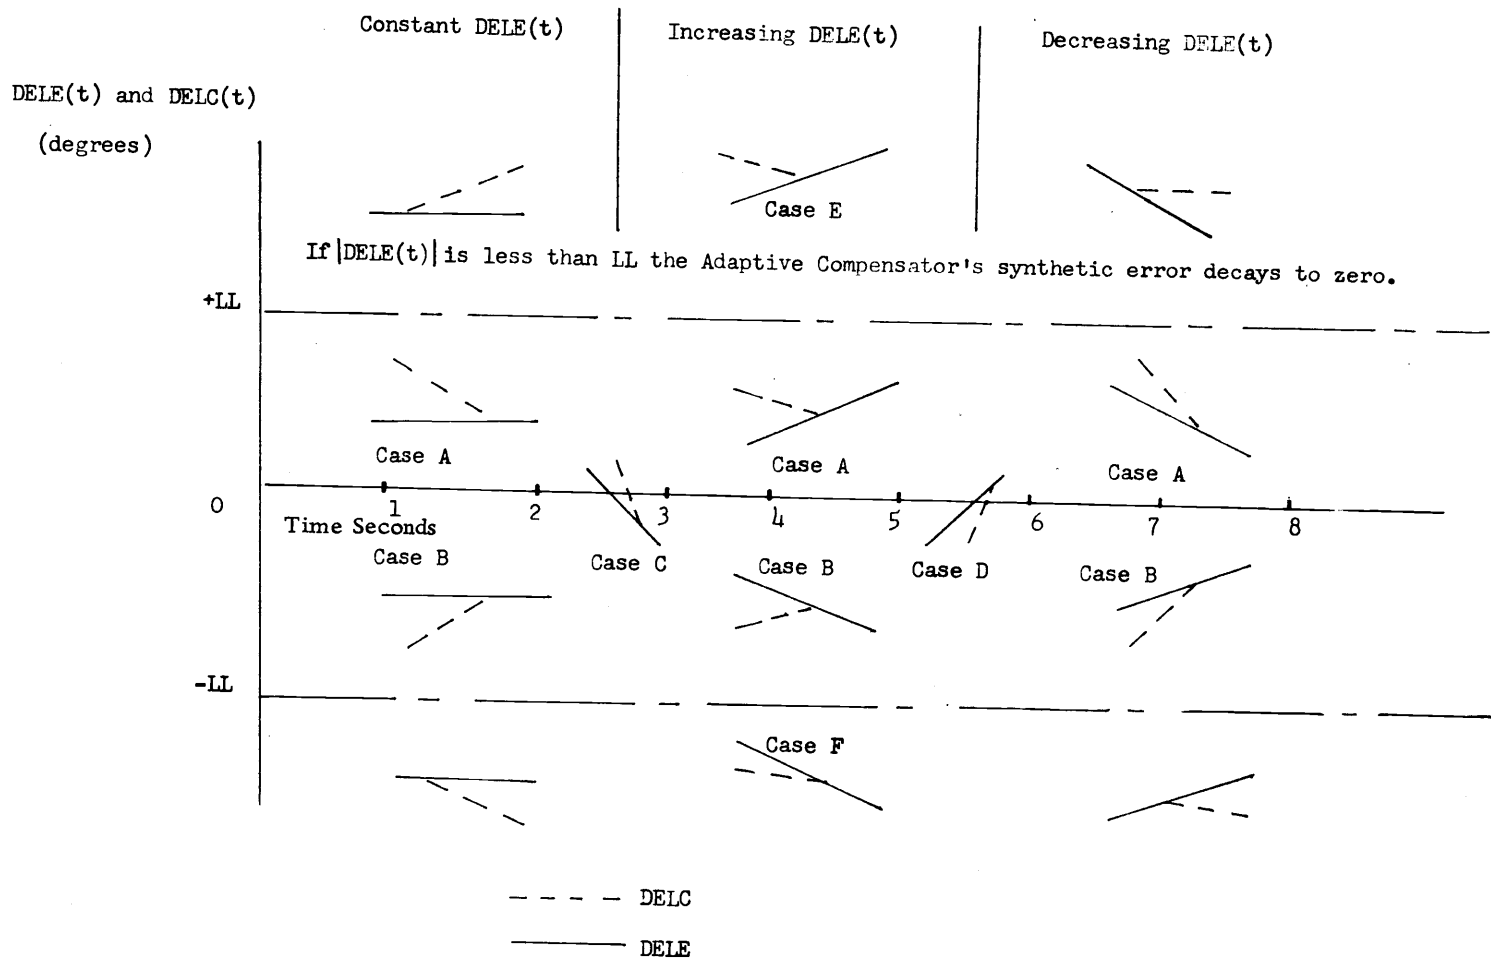 Constant DELE(t)
Increasing DELE(t)
Decreasing DELE(t)
DELE(t) and DELC(t)
(degrees)
Case E
If |DELE(t)| is less than LL the Adaptive Compensator's synthetic error decays to zero.
+LL
Case A
Case A
Case A
0
1
2
3
4
5
6
7
8
Time Seconds
Case B
Case C
Case B
Case D
Case B
-LL
Case F
DELC
DELE